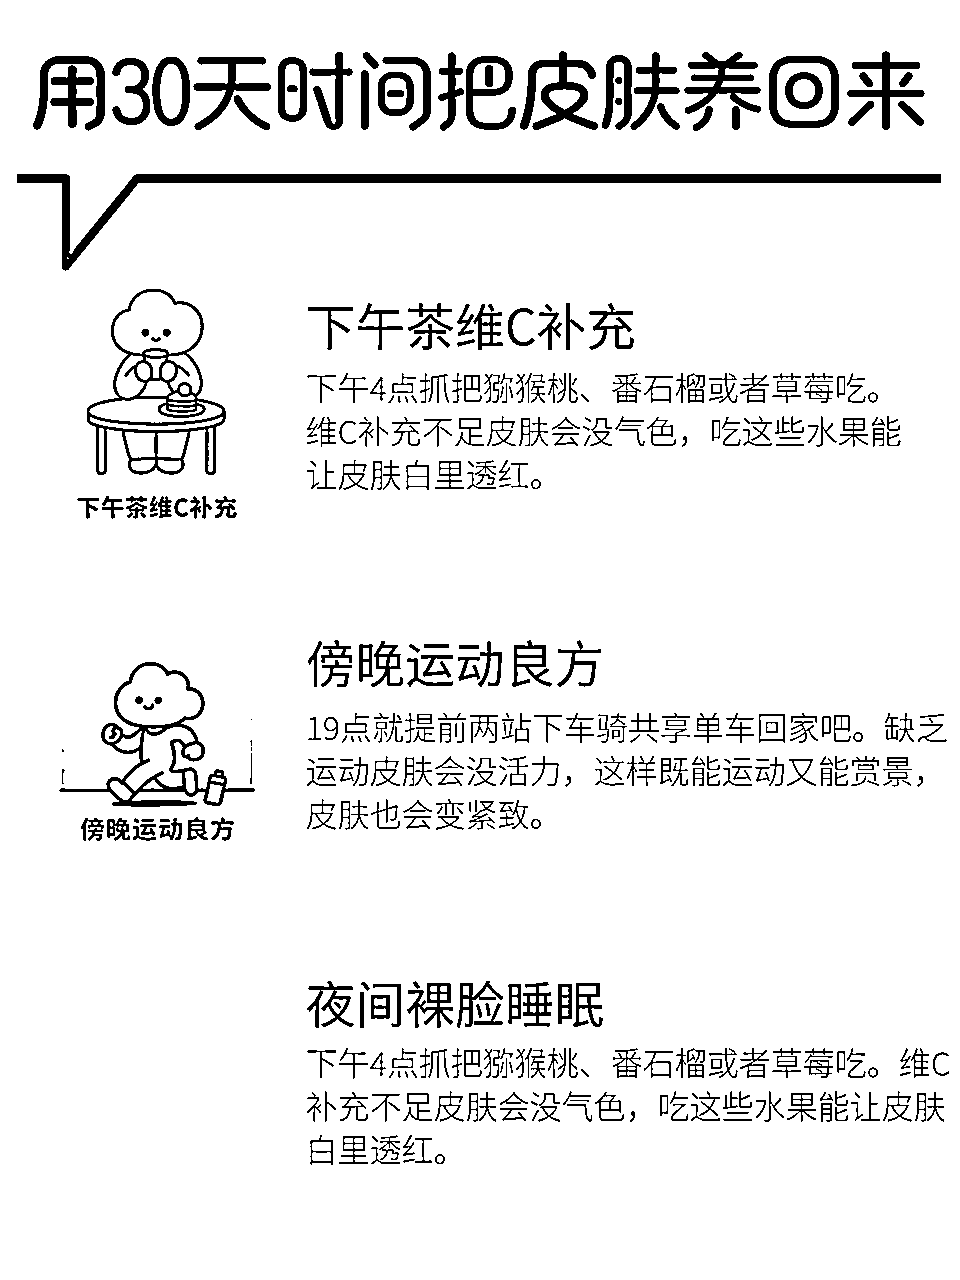 用30天时间把皮肤养回来
下午茶维C补充
下午4点抓把猕猴桃、番石榴或者草莓吃。
维C补充不足皮肤会没气色，吃这些水果能
让皮肤白里透红。
下午茶维C补充
傍晚运动良方
19点就提前两站下车骑共享单车回家吧。缺乏
运动皮肤会没活力，这样既能运动又能赏景，
皮肤也会变紧致。
傍晚运动良方
夜间裸脸睡眠
下午4点抓把猕猴桃、番石榴或者草莓吃。维C
补充不足皮肤会没气色，吃这些水果能让皮肤
白里透红。